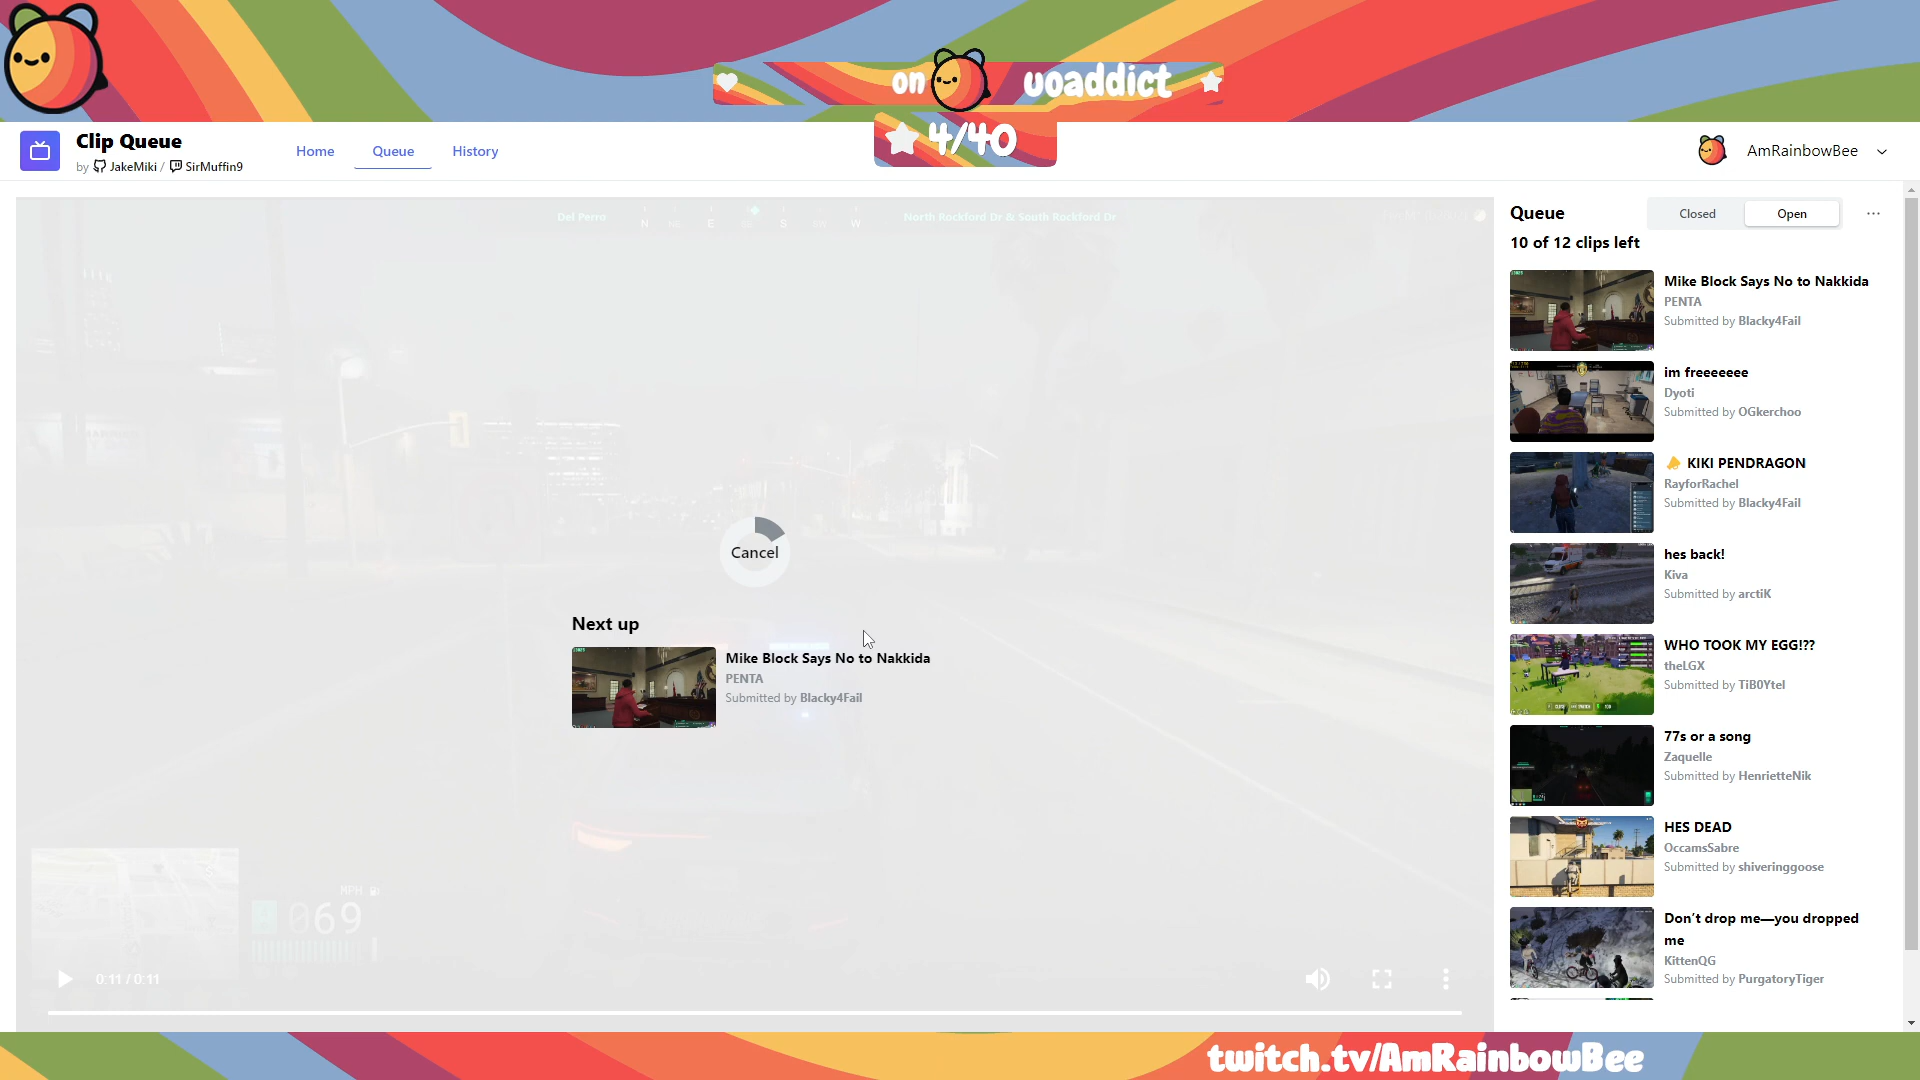 on uoaddict
4/40
Clip Queue
by JakeMiki / SirMuffin9
Home
Queue
History
AmRainbowBee
Del Perro
N E S W
North Rockford Dr & South Rockford Dr
Queue
Closed
Open
10 of 12 clips left
Mike Block Says No to Nakkida
PENTA
Submitted by Blacky4Fail
im freeeeeee
Dyoti
Submitted by OGkerchoo
KIKI PENDRAGON
RayforRachel
Submitted by Blacky4Fail
hes back!
Kiva
Submitted by arctiK
WHO TOOK MY EGG!??
theLGX
Submitted by TiB0Ytel
77s or a song
Zaquelle
Submitted by HenrietteNik
HES DEAD
OccamsSabre
Submitted by shiveringgoose
Don't drop me—you dropped
me
KittenQG
Submitted by PurgatoryTiger
Cancel
Next up
Mike Block Says No to Nakkida
PENTA
Submitted by Blacky4Fail
MPH
069
0:11 / 0:11
twitch.tv/AmRainbowBee